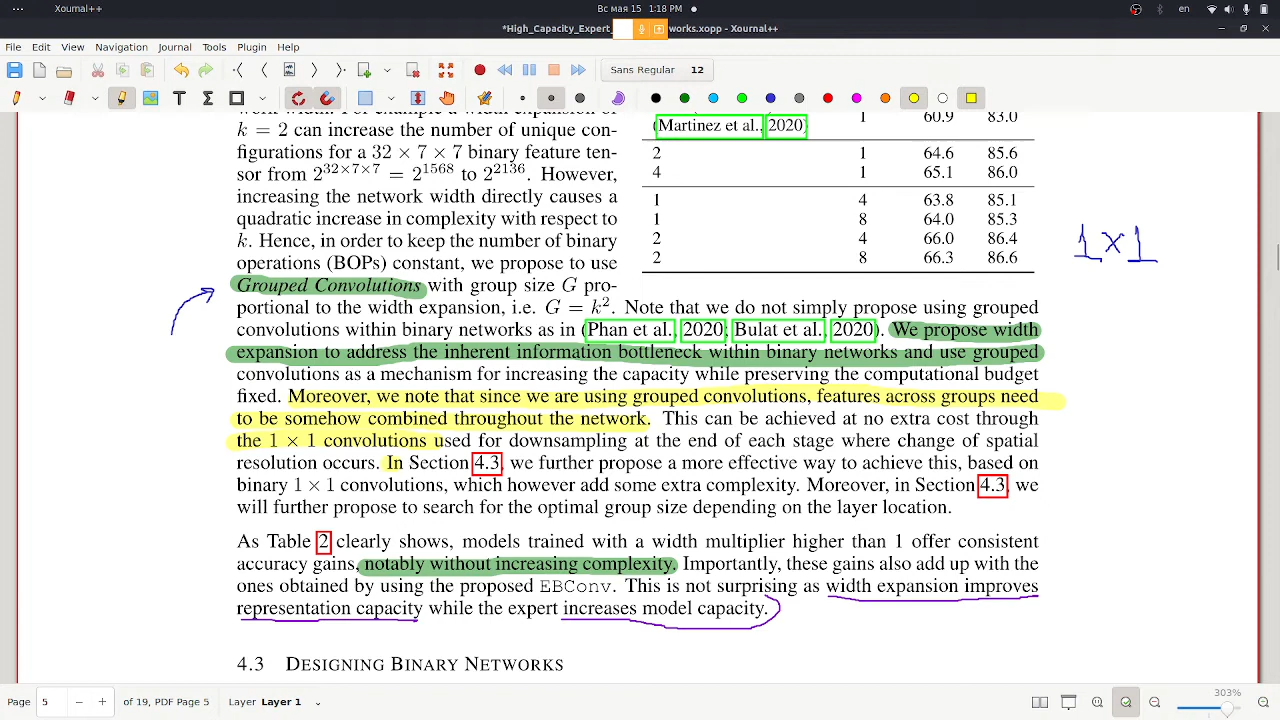 Xournal++
Вс мая 15 1:18 PM
en
*High_Capacity_Expert_
works.xopp - Xournal++
File Edit View Navigation Journal Tools Plugin Help
Sans Regular 12
work width. For example a width expansion of
k = 2 can increase the number of unique con-
figurations for a 32 × 7 × 7 binary feature ten-
sor from 2^{32×7×7} = 2^{1568} to 2^{2136}. However,
increasing the network width directly causes a
quadratic increase in complexity with respect to
k. Hence, in order to keep the number of binary
operations (BOPs) constant, we propose to use
Grouped Convolutions with group size G pro-
portional to the width expansion, i.e. G = k^2. Note that we do not simply propose using grouped
convolutions within binary networks as in (Phan et al., 2020; Bulat et al., 2020). We propose width
expansion to address the inherent information bottleneck within binary networks and use grouped
convolutions as a mechanism for increasing the capacity while preserving the computational budget
fixed. Moreover, we note that since we are using grouped convolutions, features across groups need
to be somehow combined throughout the network. This can be achieved at no extra cost through
the 1 × 1 convolutions used for downsampling at the end of each stage where change of spatial
resolution occurs. In Section 4.3, we further propose a more effective way to achieve this, based on
binary 1 × 1 convolutions, which however add some extra complexity. Moreover, in Section 4.3, we
will further propose to search for the optimal group size depending on the layer location.
1 60.9 83.0
(Martinez et al., 2020)
2 1 64.6 85.6
4 1 65.1 86.0
1 4 63.8 85.1
1 8 64.0 85.3
2 4 66.0 86.4
2 8 66.3 86.6
1×1
As Table 2 clearly shows, models trained with a width multiplier higher than 1 offer consistent
accuracy gains, notably without increasing complexity. Importantly, these gains also add up with the
ones obtained by using the proposed EBConv. This is not surprising as width expansion improves
representation capacity while the expert increases model capacity.
4.3 DESIGNING BINARY NETWORKS
Page 5 of 19, PDF Page 5 Layer Layer 1
303%